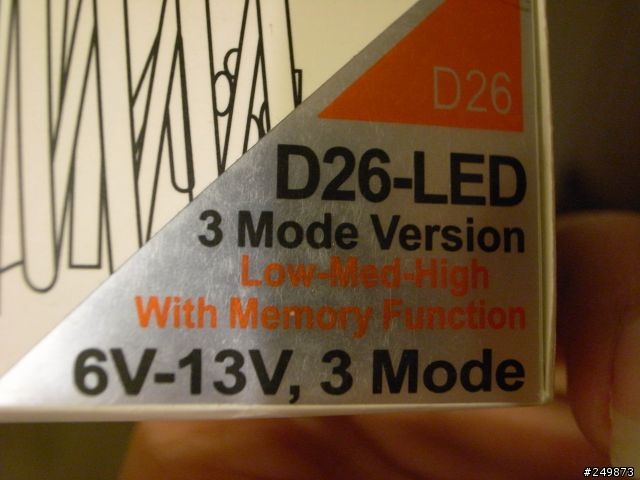 D26
D26-LED
3 Mode Version
Low-Med-High
With Memory Function
6V-13V, 3 Mode
#249873